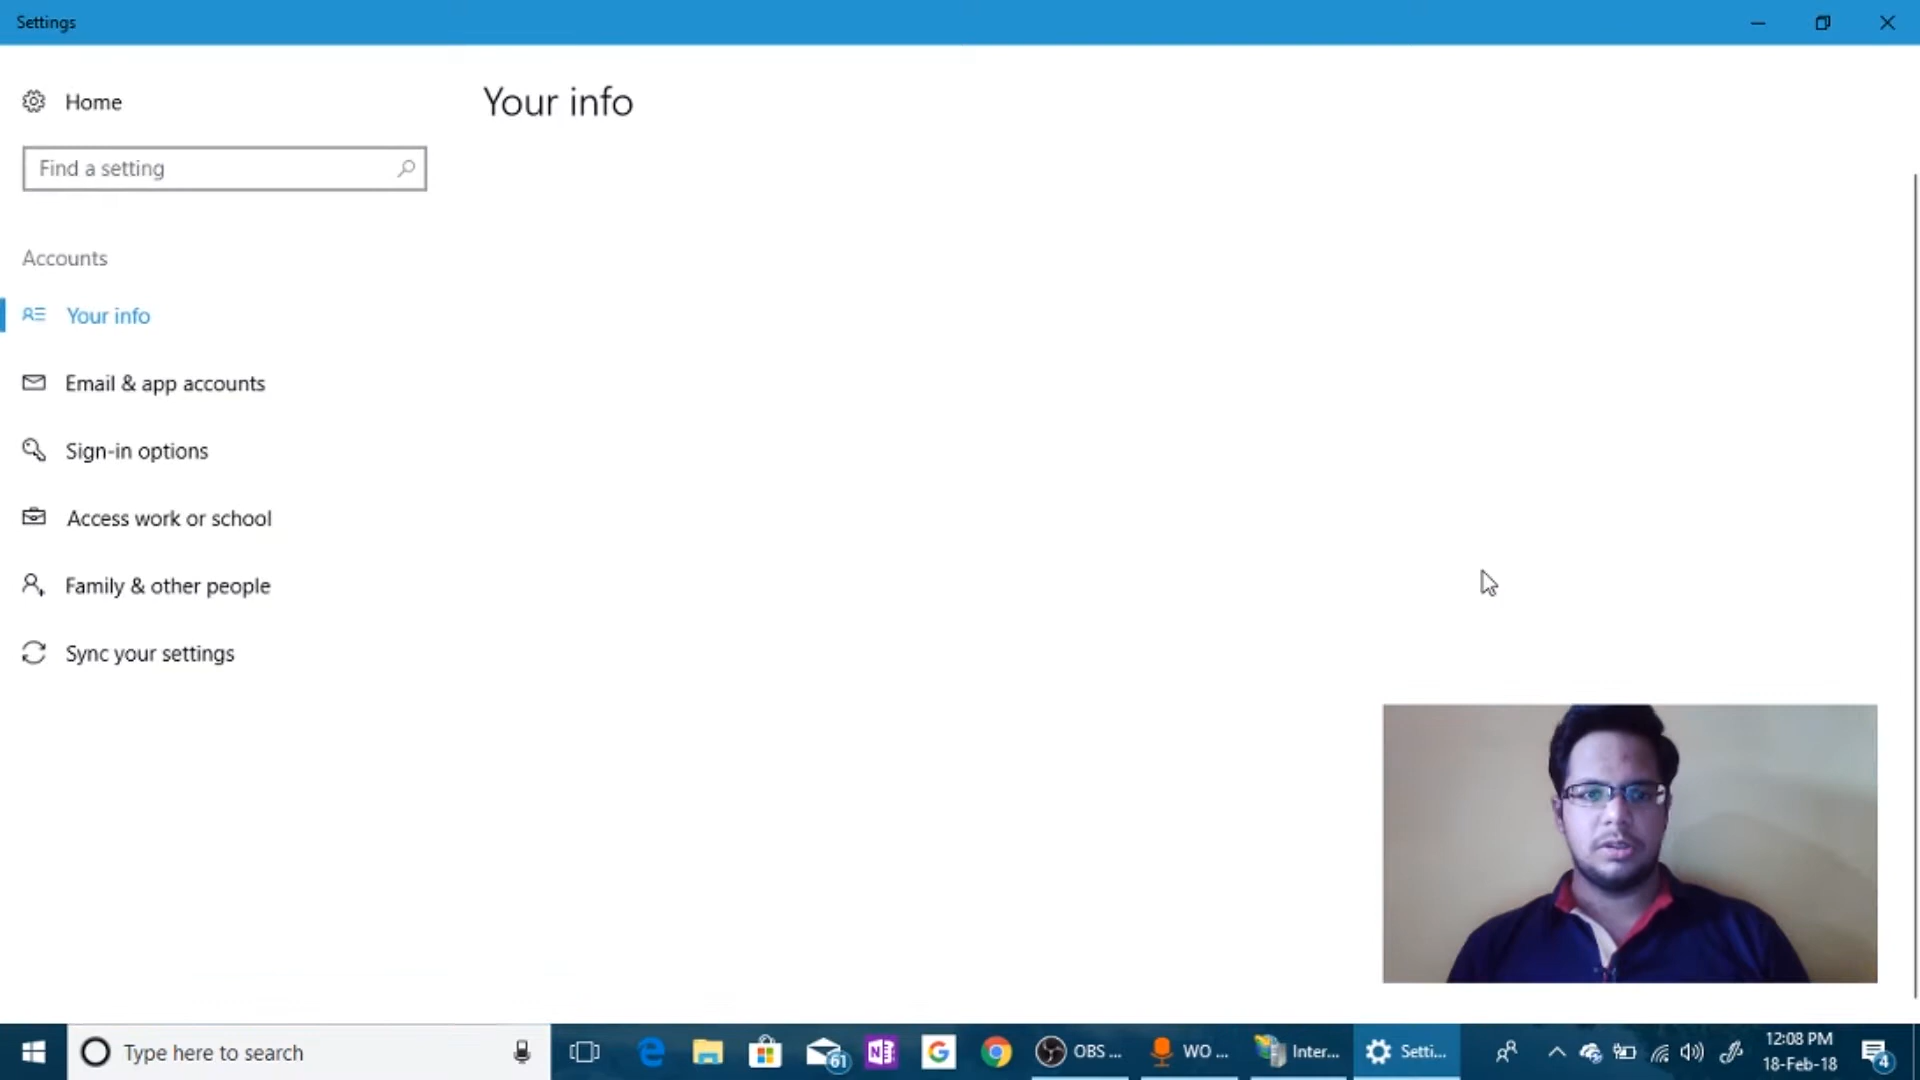 Settings
Home
Your info
Find a setting
Accounts
Your info
Email & app accounts
Sign-in options
Access work or school
Family & other people
Sync your settings
Type here to search
61
N
G
OBS ...
WO ...
Inter...
Setti...
12:08 PM
18-Feb-18
4